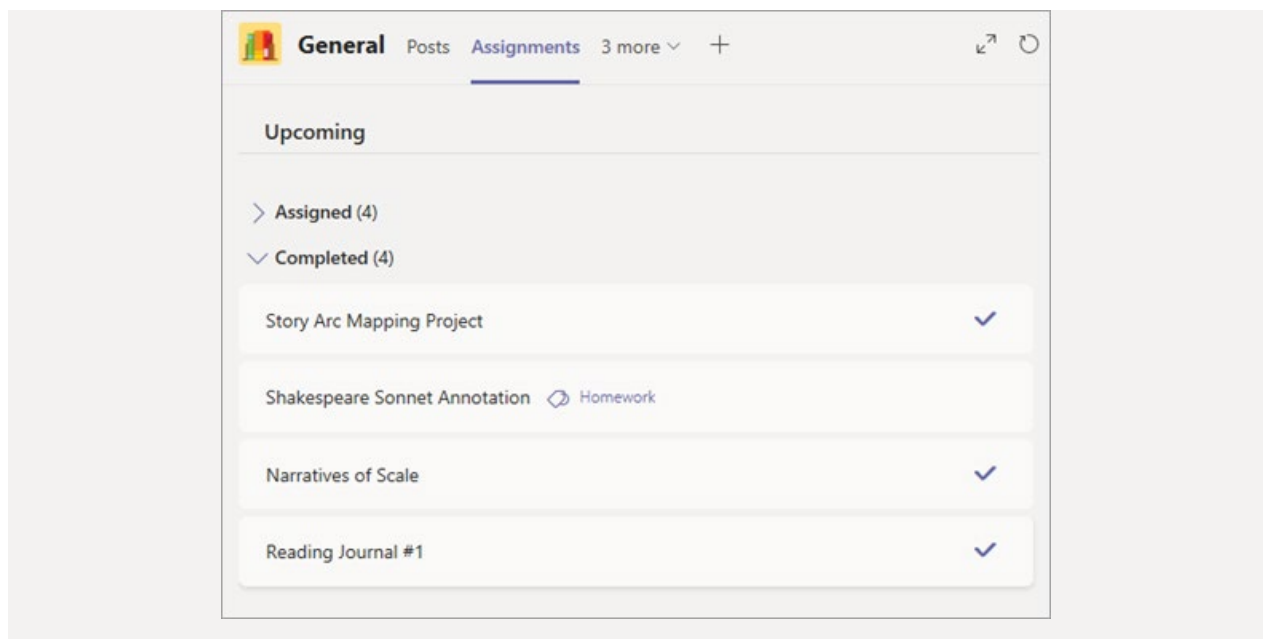 General Posts Assignments 3 more
Upcoming
Assigned (4)
Completed (4)
Story Arc Mapping Project
Shakespeare Sonnet Annotation Homework
Narratives of Scale
Reading Journal #1